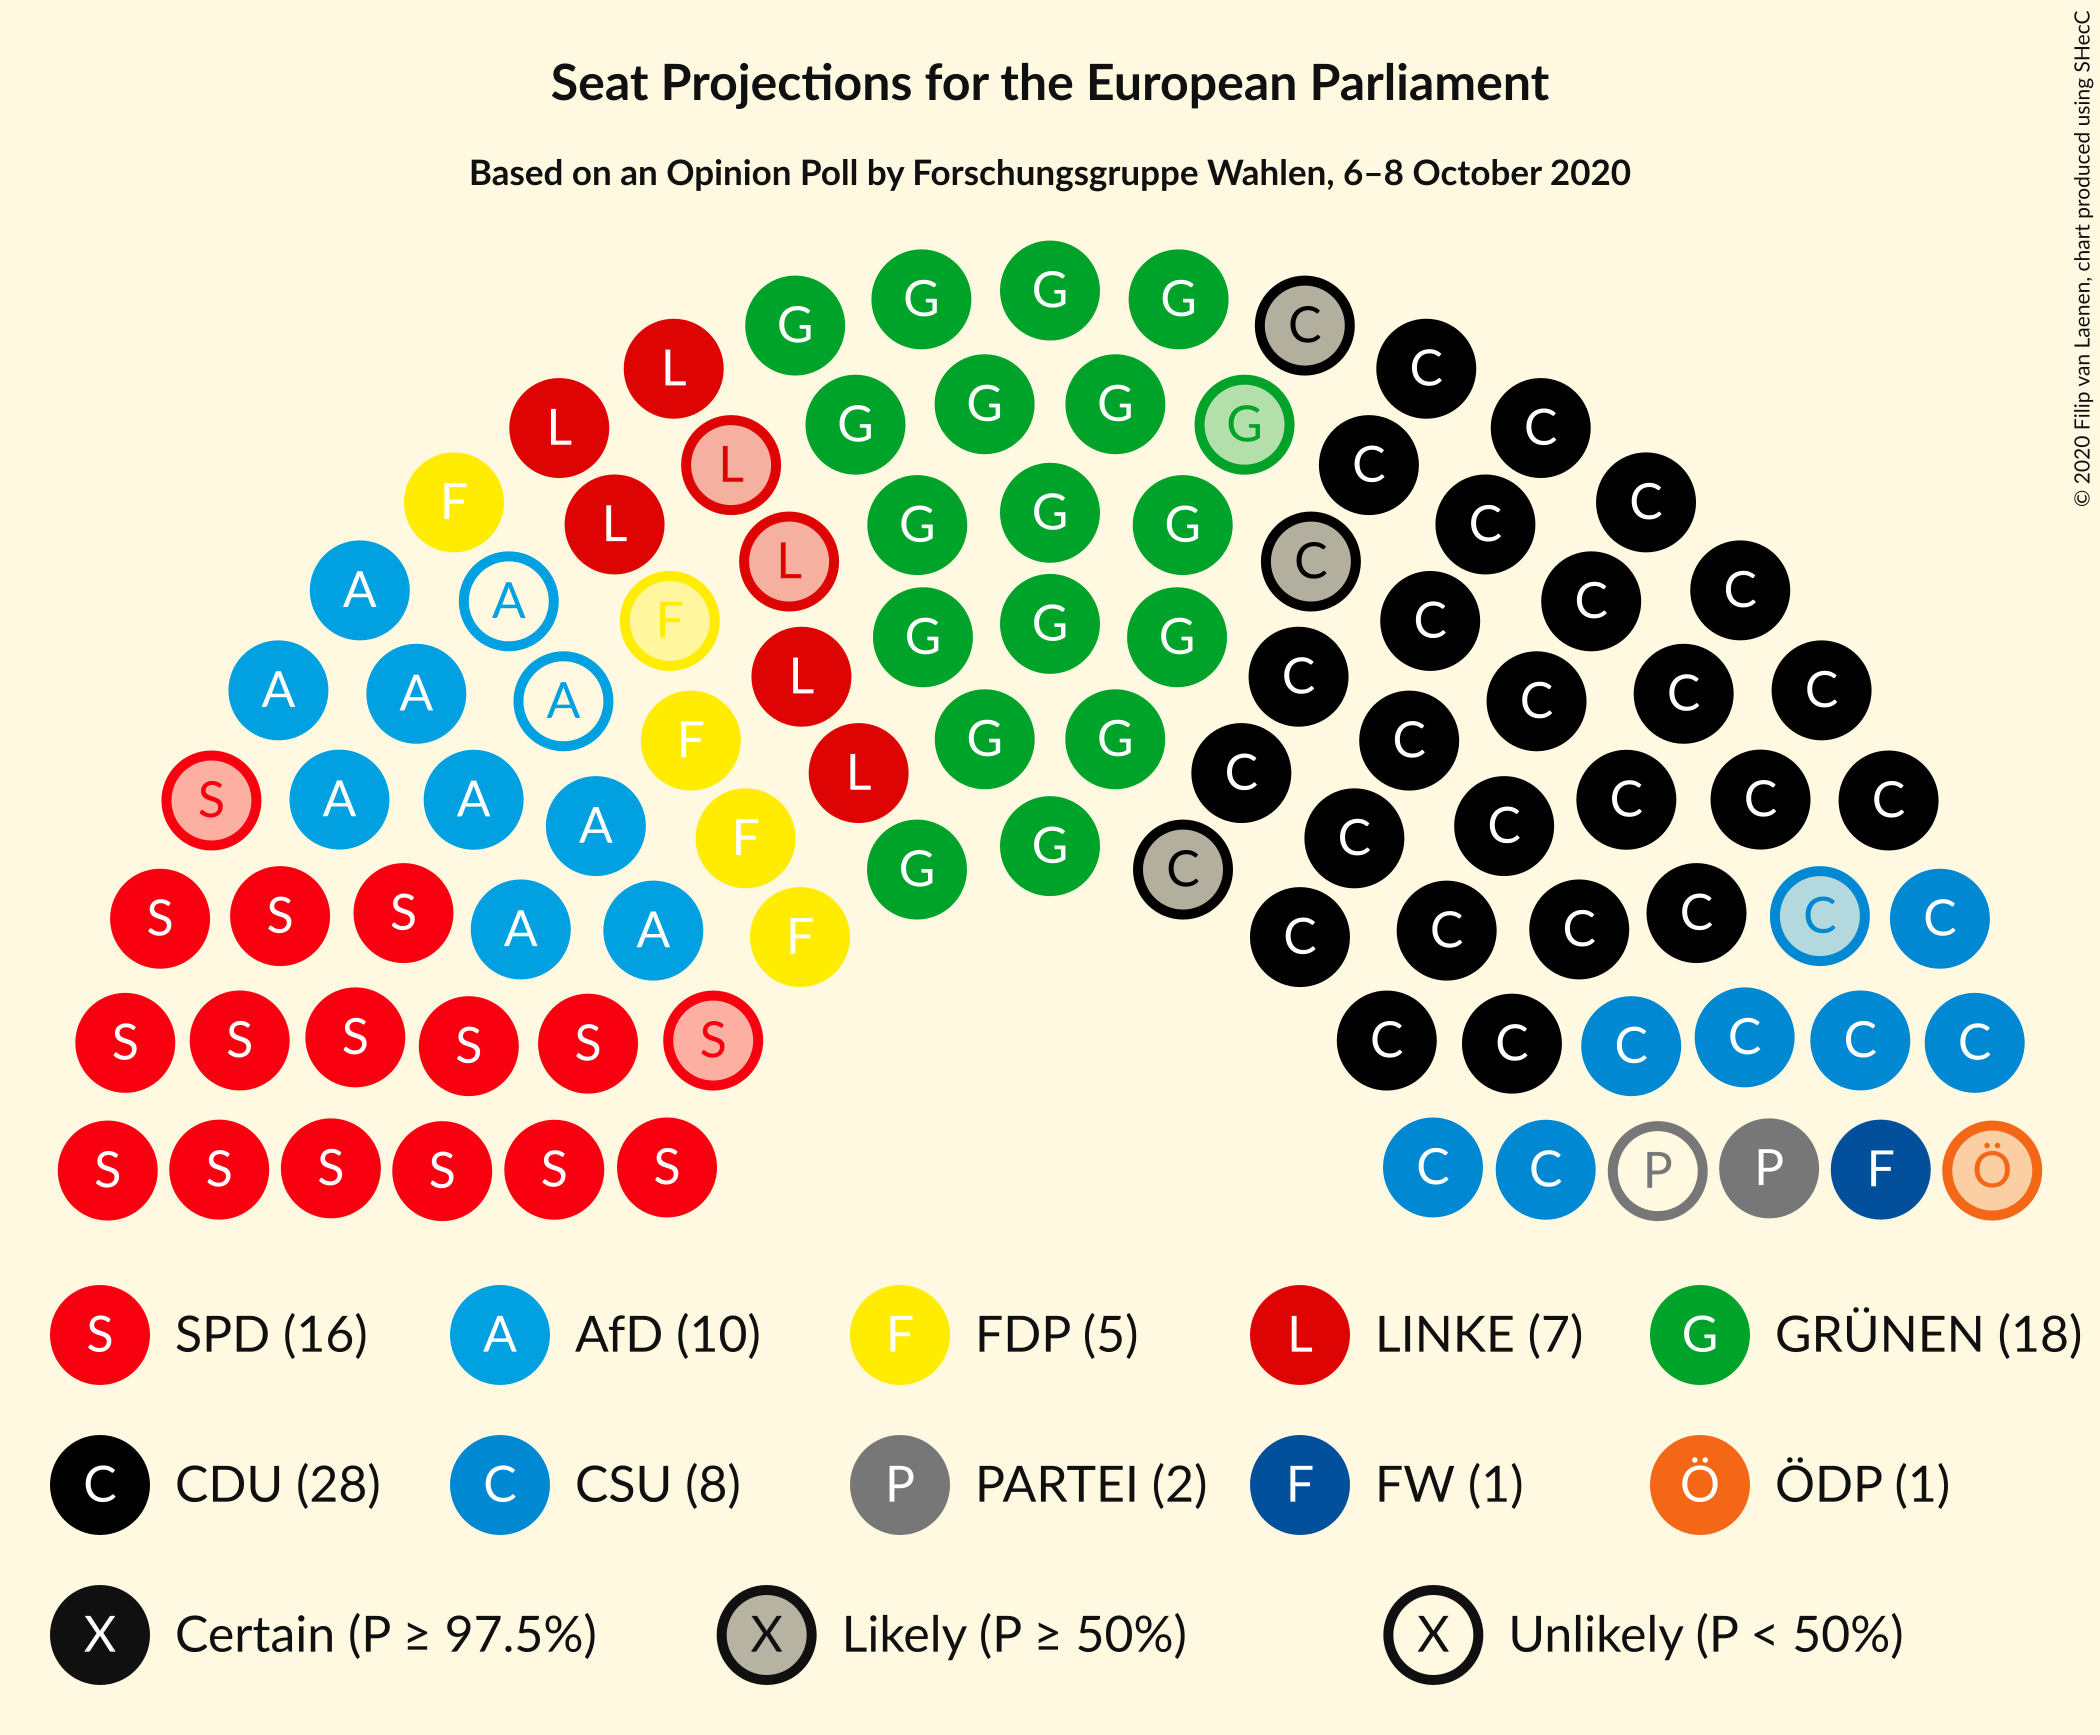 Seat Projections for the European Parliament
Based on an Opinion Poll by Forschungsgruppe Wahlen, 6–8 October 2020
© 2020 Filip van Laenen, chart produced using SHecC
G G G G C
L L G G G G C C
F L L G G G C C C
A A F L G G G C C C C
A A A F L G G C C C C C
S A A A F L G C C C C C C
S S S A A F G C C C C C C C
S S S S S S C C C C C C
S S S S S S C C P P F Ö
S SPD (16) A AfD (10) F FDP (5) L LINKE (7) G GRÜNEN (18)
C CDU (28) C CSU (8) P PARTEI (2) F FW (1) Ö ÖDP (1)
X Certain (P ≥ 97.5%) X Likely (P ≥ 50%) X Unlikely (P < 50%)